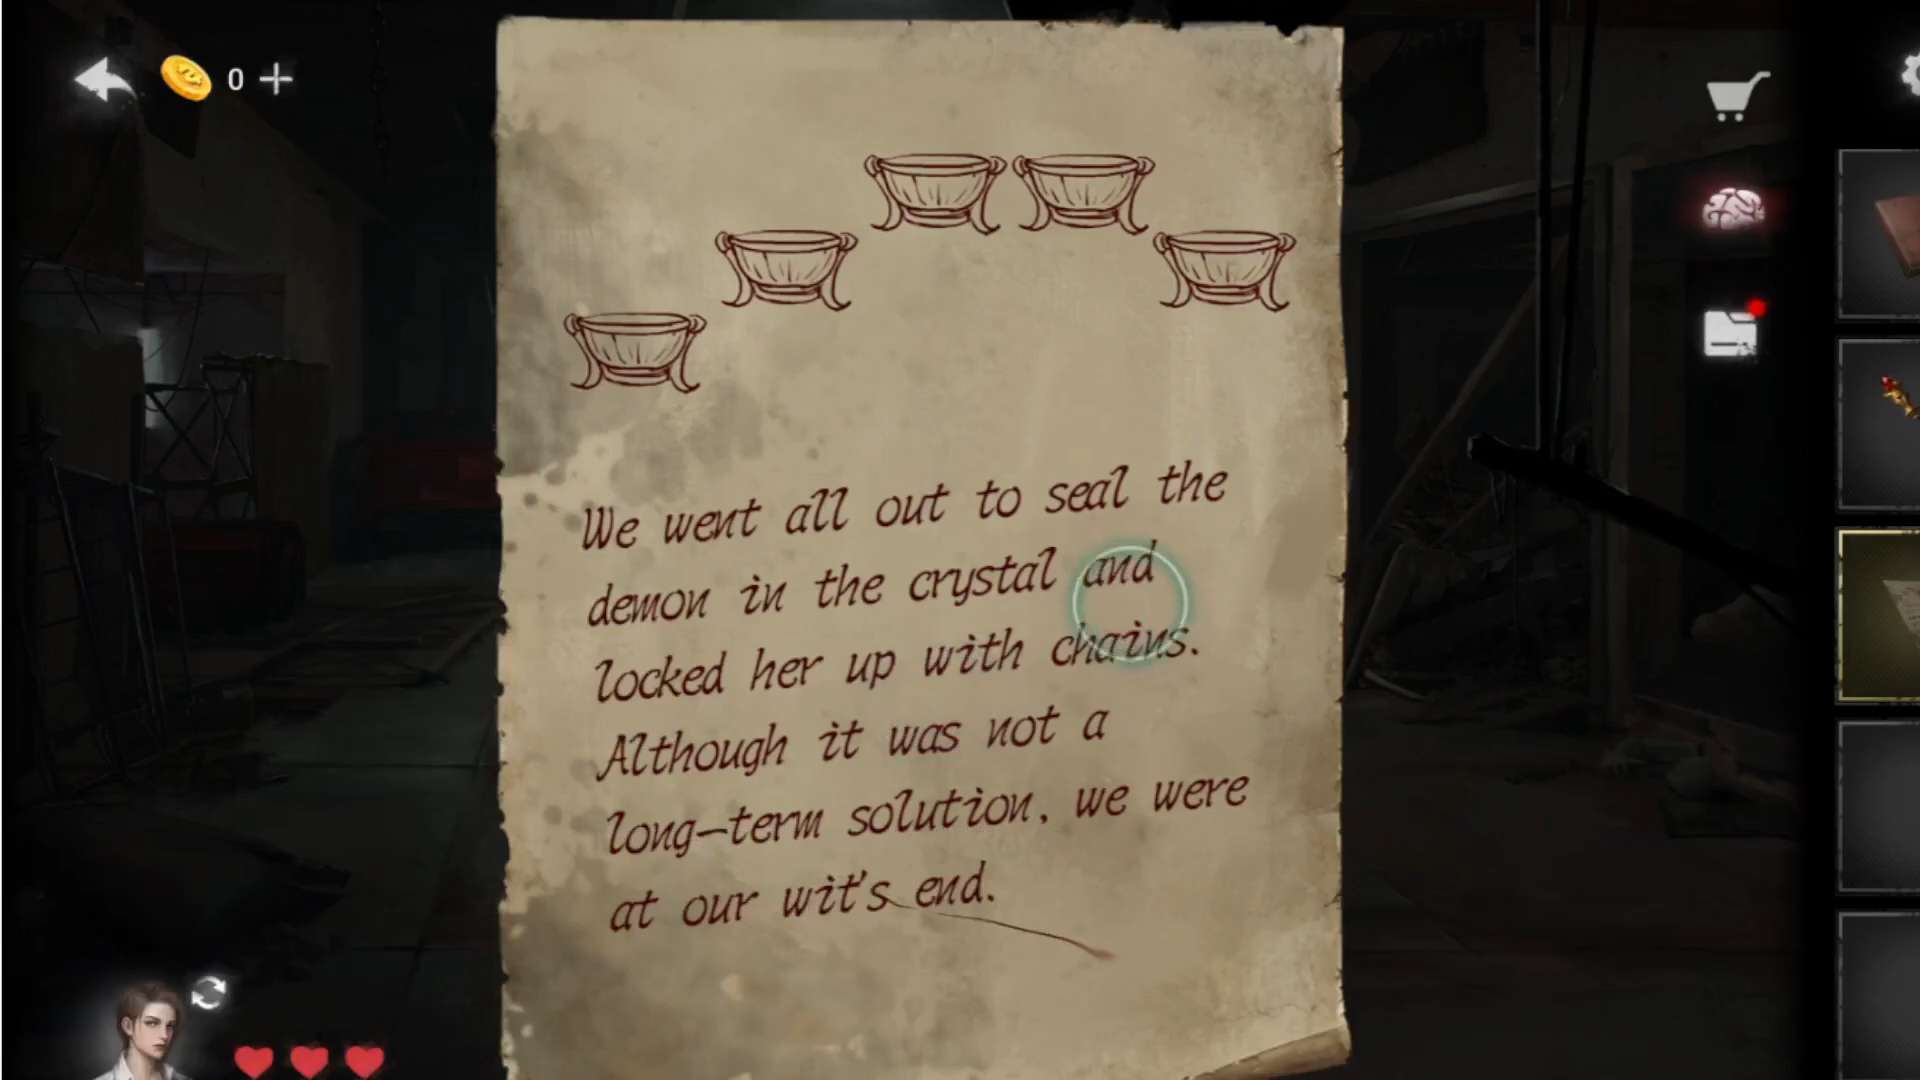 0
We went all out to seal the
demon in the crystal and
locked her up with chains.
Although it was not a
long-term solution, we were
at our wit's end.